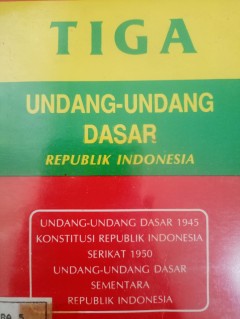 TIGA
UNDANG-UNDANG
DASAR
REPUBLIK INDONESIA
UNDANG-UNDANG DASAR 1945
KONSTITUSI REPUBLIK INDONESIA
SERIKAT 1950
UNDANG-UNDANG DASAR
SEMENTARA
REPUBLIK INDONESIA